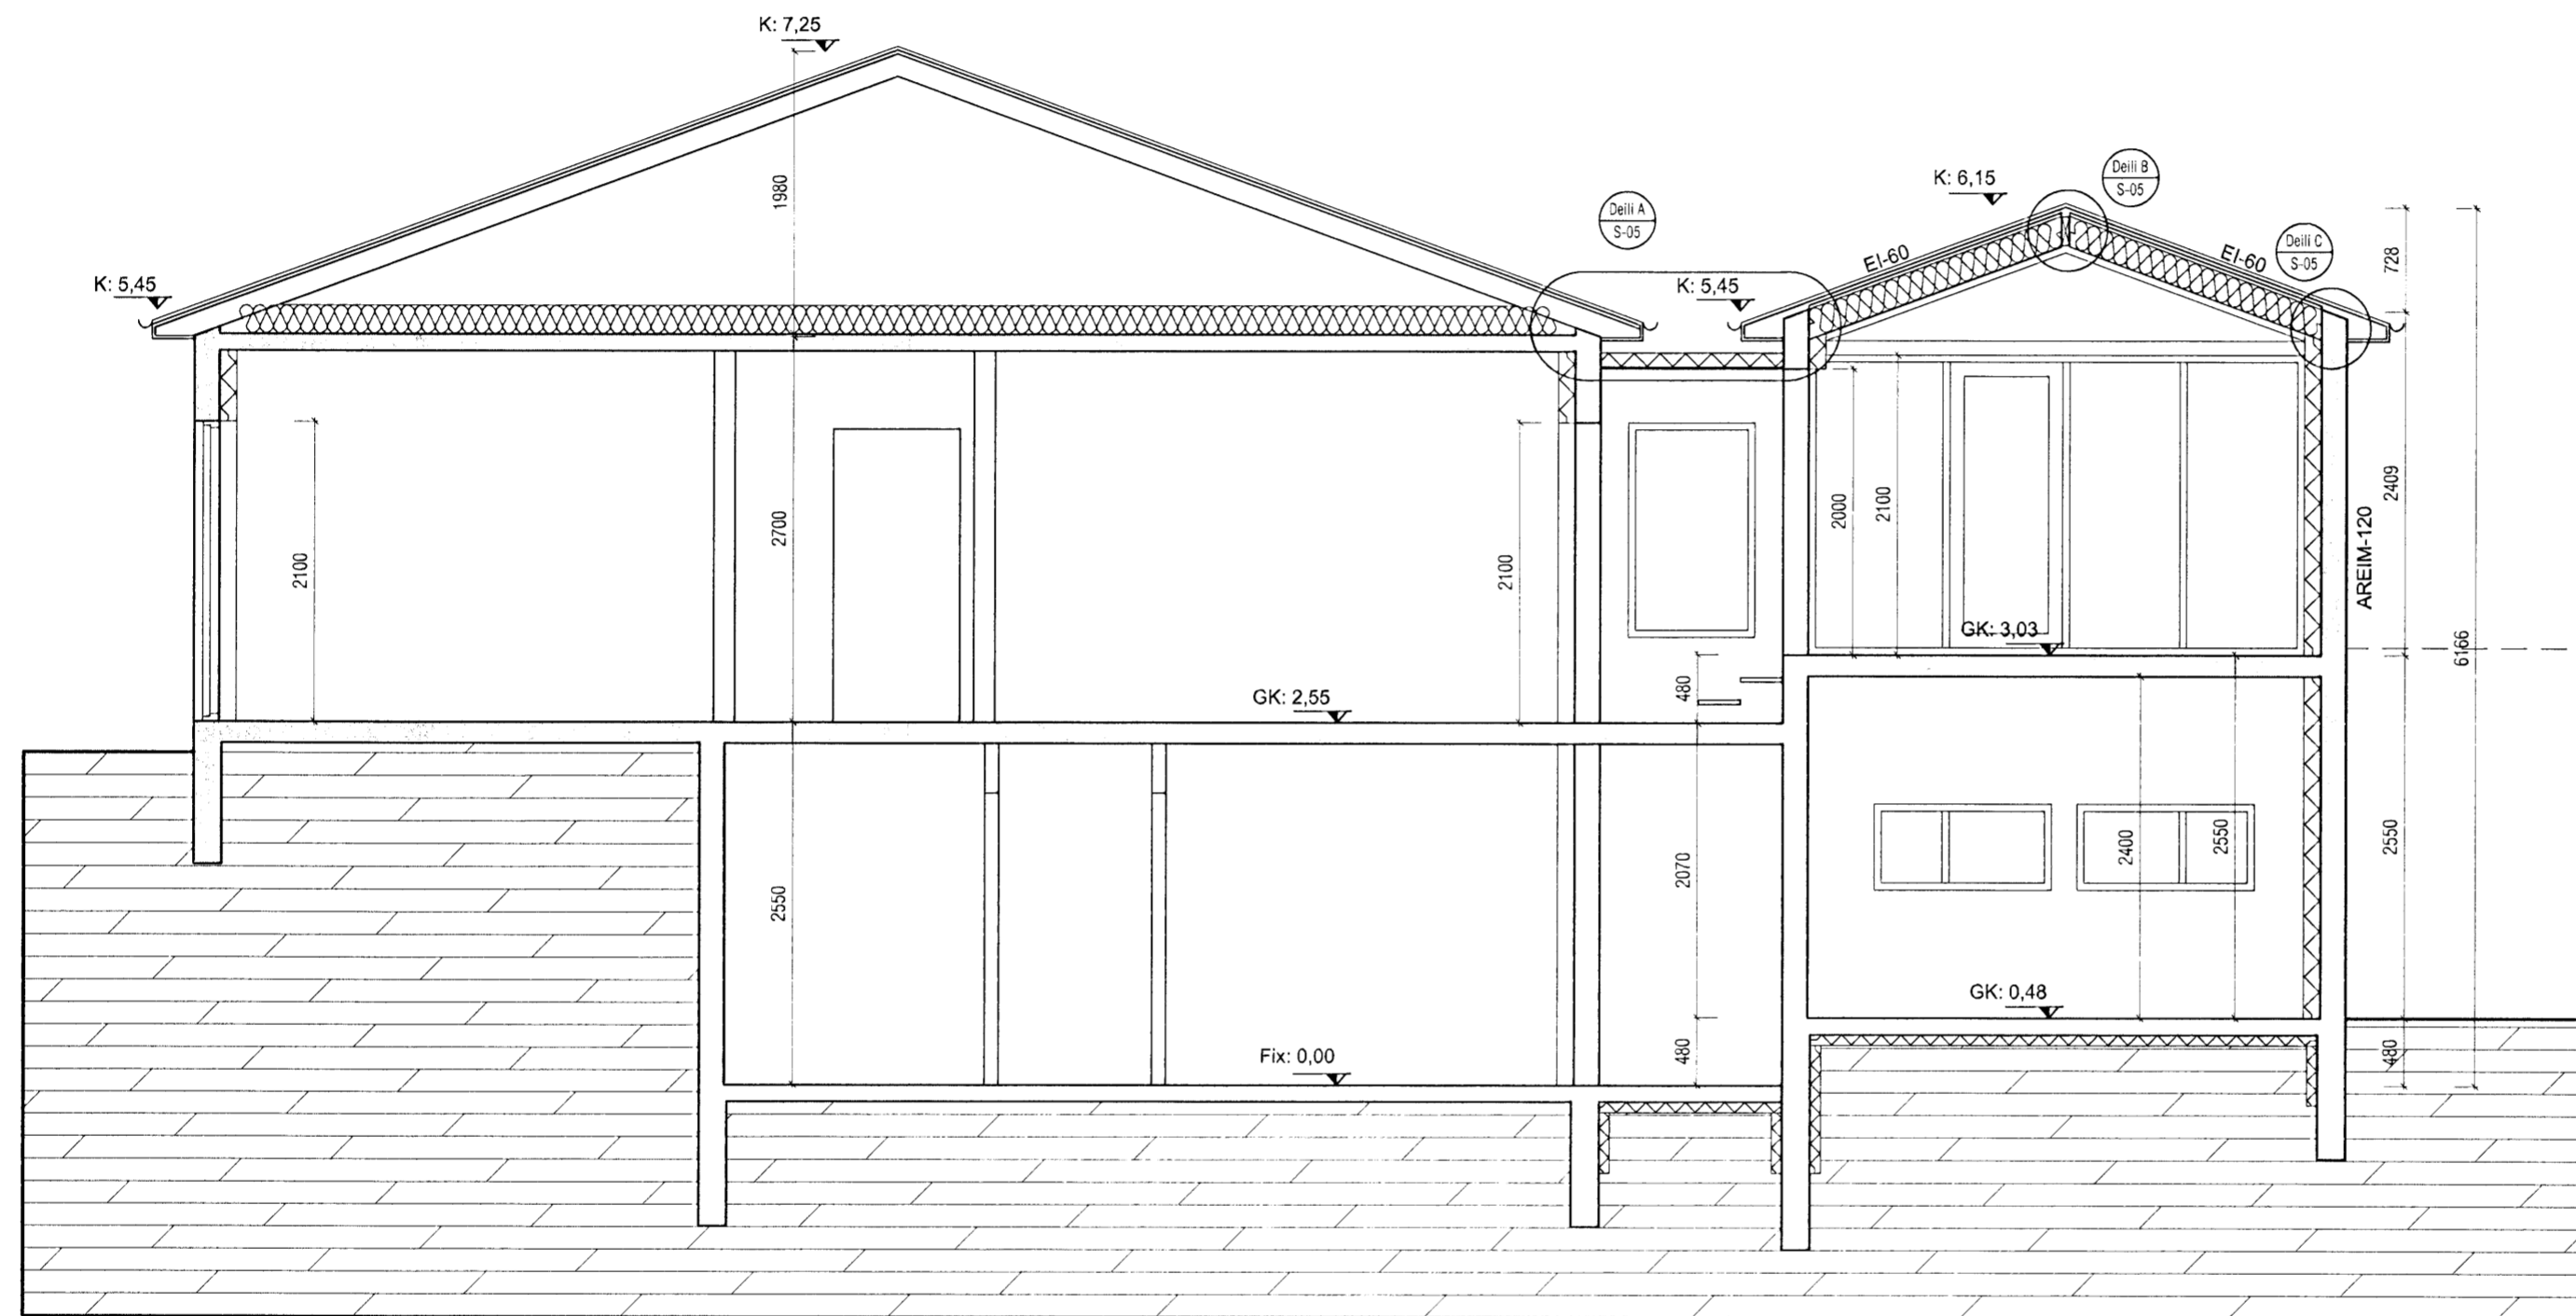 K: 7,25
K: 6,15
Deili B
S-05
Deili A
S-05
Deili C
S-05
1980
EI-60
EI-60
728
K: 5,45
K: 5,45
2409
2700
2100
2100
2000
2100
AREIM-120
GK: 3,03
6166
GK: 2,55
480
2550
2070
2400
2550
2550
GK: 0,48
Fix: 0,00
480
480